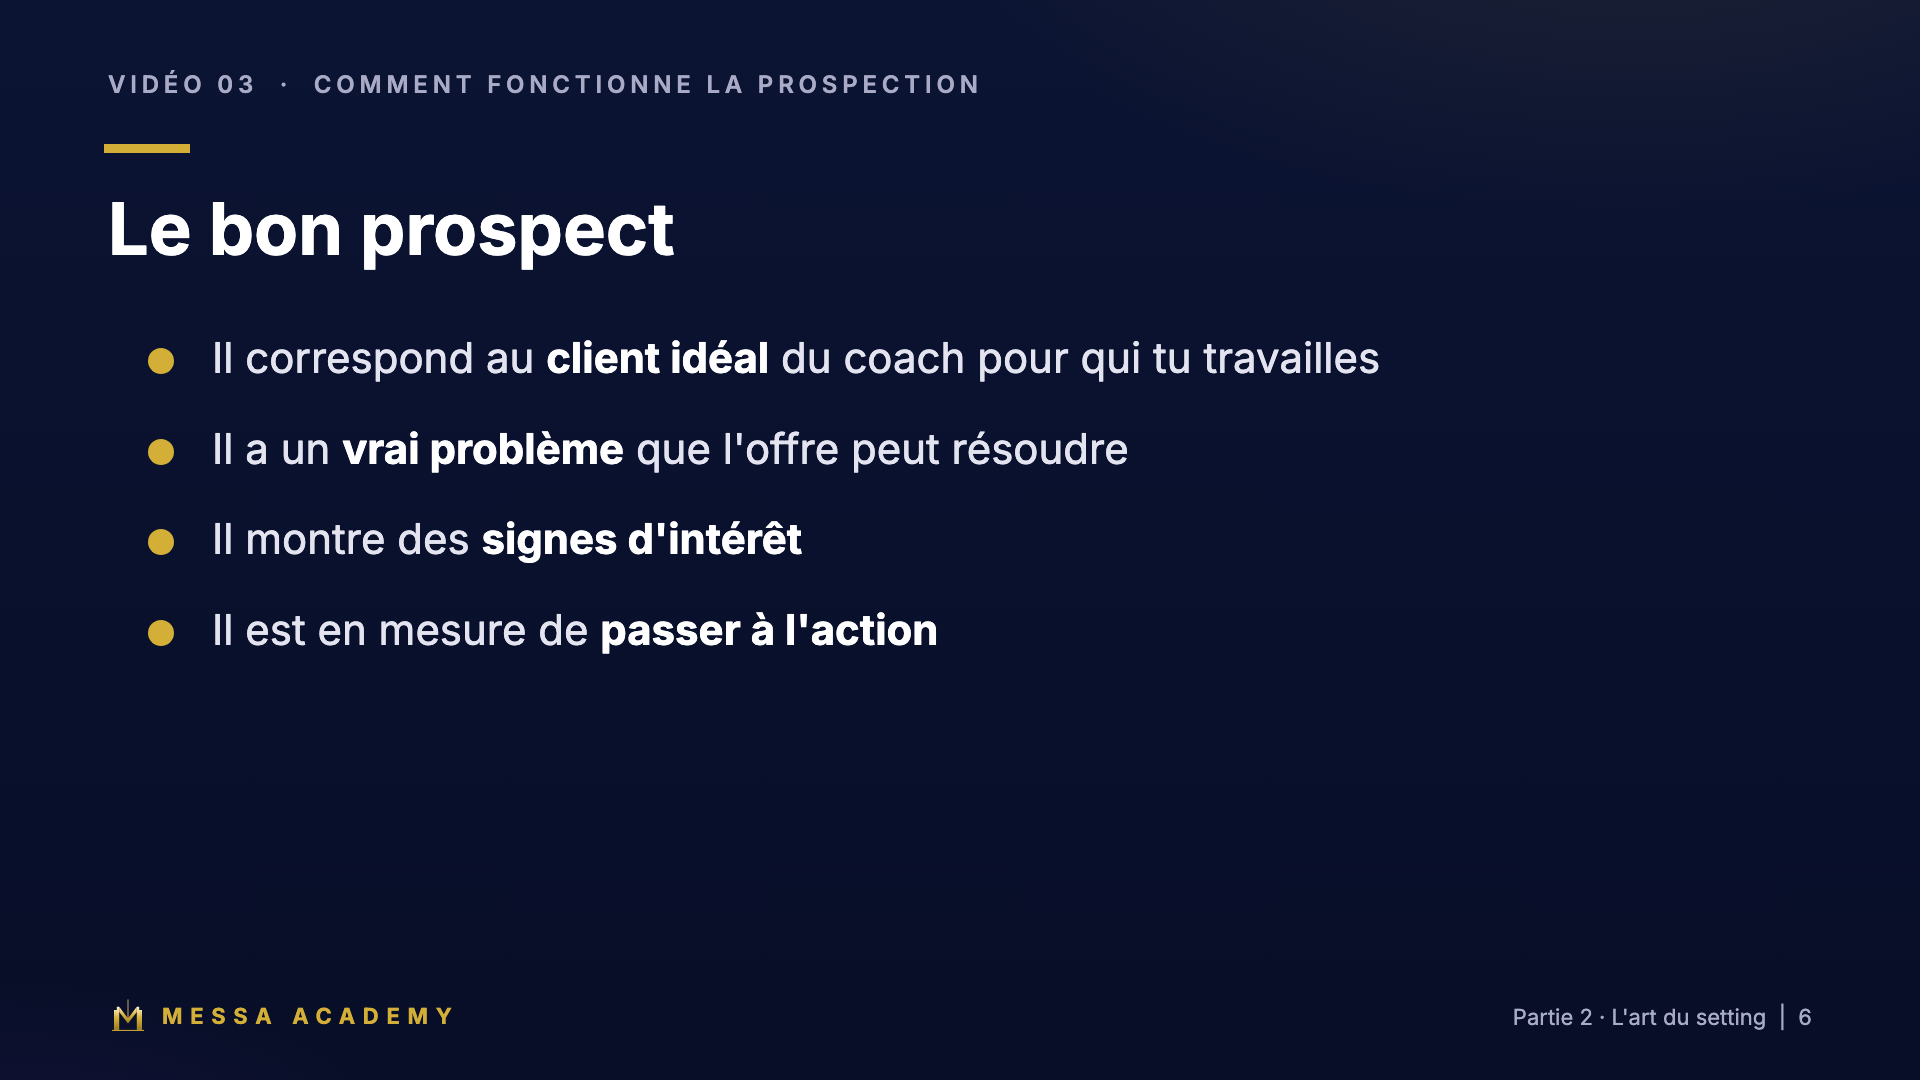 VIDÉO 03 · COMMENT FONCTIONNE LA PROSPECTION
Le bon prospect
Il correspond au client idéal du coach pour qui tu travailles
Il a un vrai problème que l'offre peut résoudre
Il montre des signes d'intérêt
Il est en mesure de passer à l'action
MESSA ACADEMY
Partie 2 · L'art du setting | 6